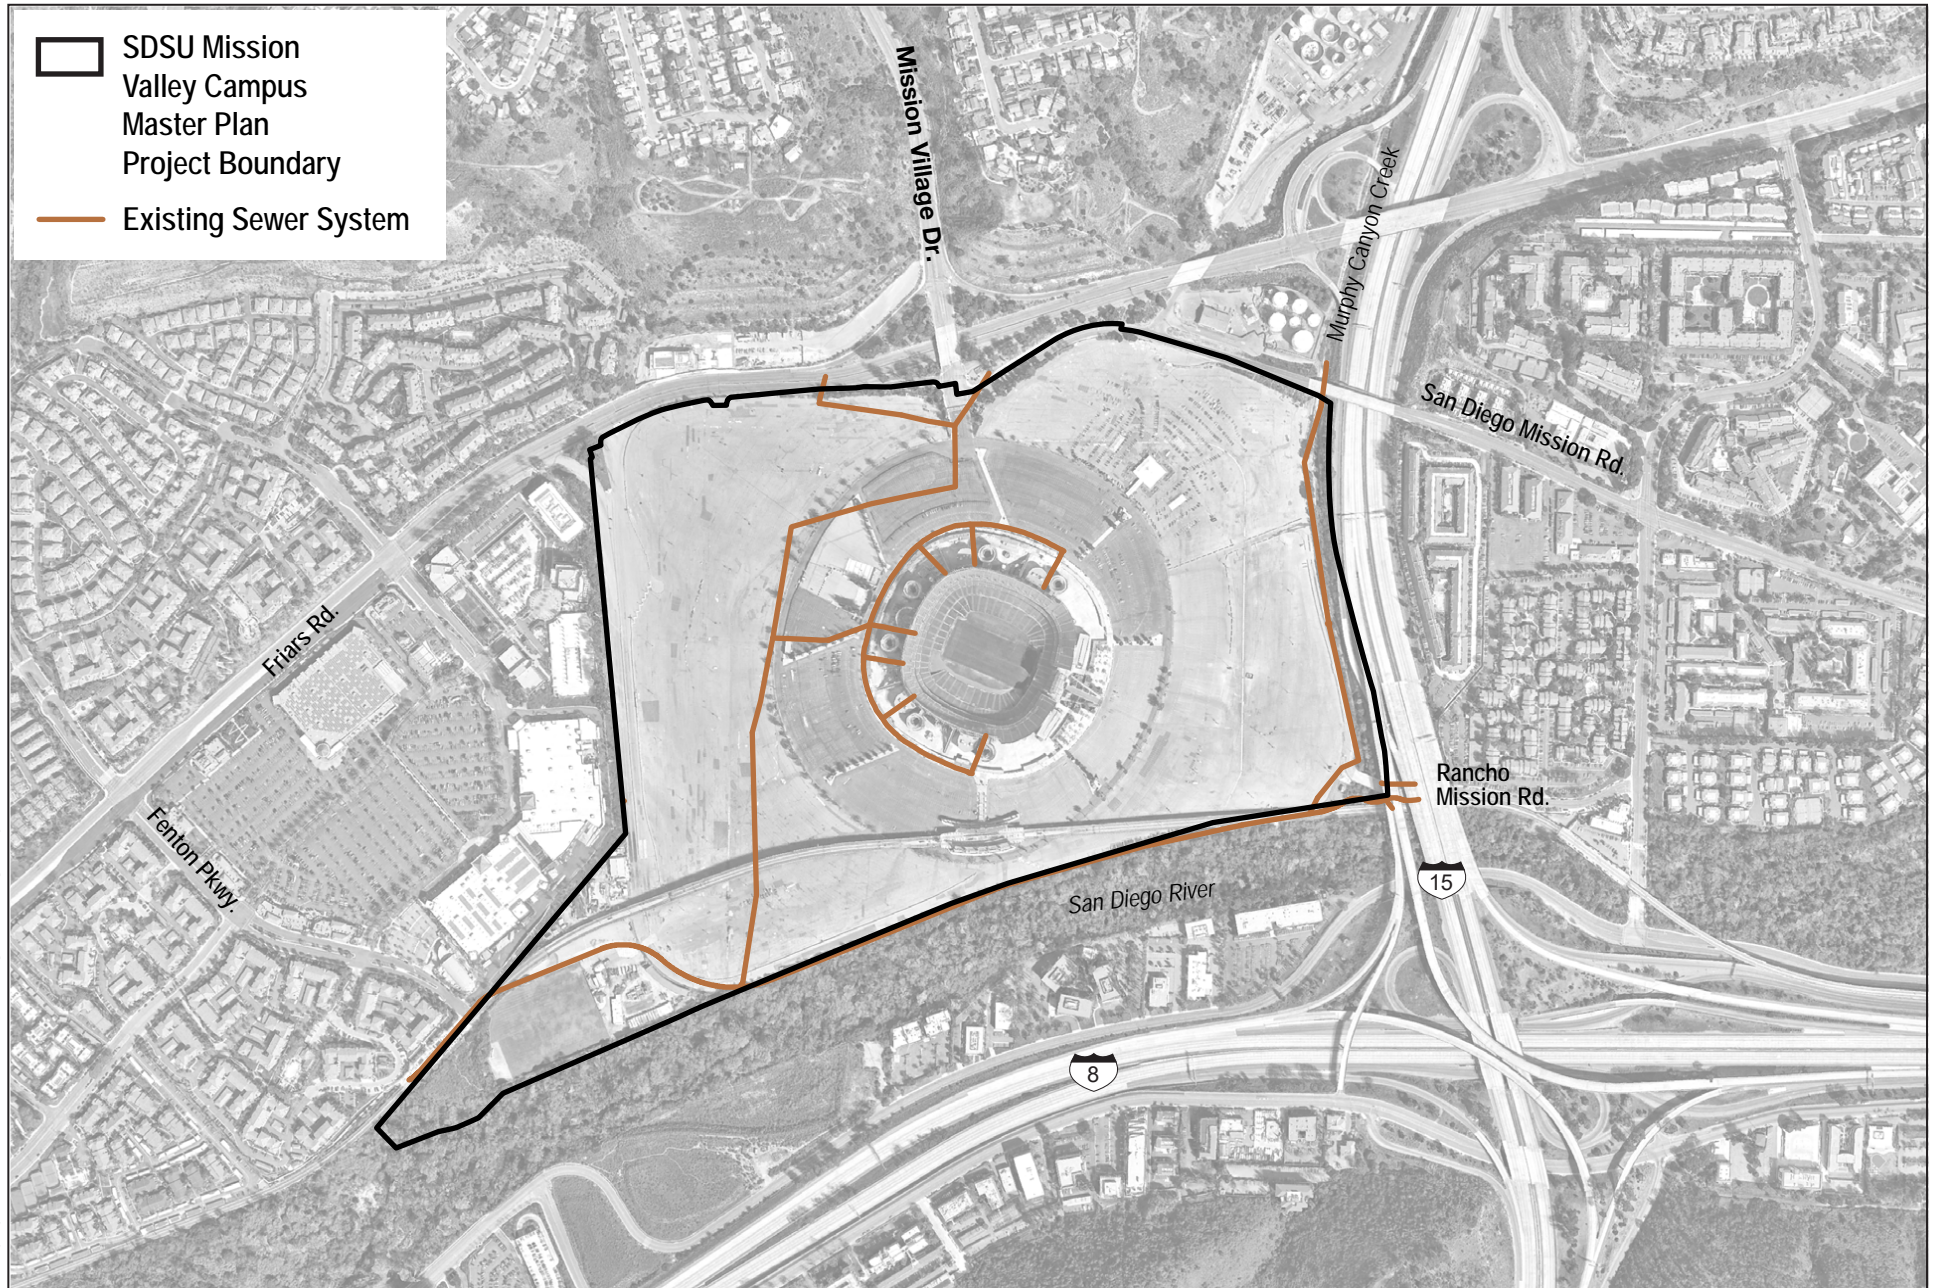 SDSU Mission
Valley Campus
Master Plan
Project Boundary
Existing Sewer System
Mission Village Dr.
Murphy Canyon Creek
San Diego Mission Rd.
Friars Rd.
Rancho
Mission Rd.
Fenton Pkwy.
15
San Diego River
8